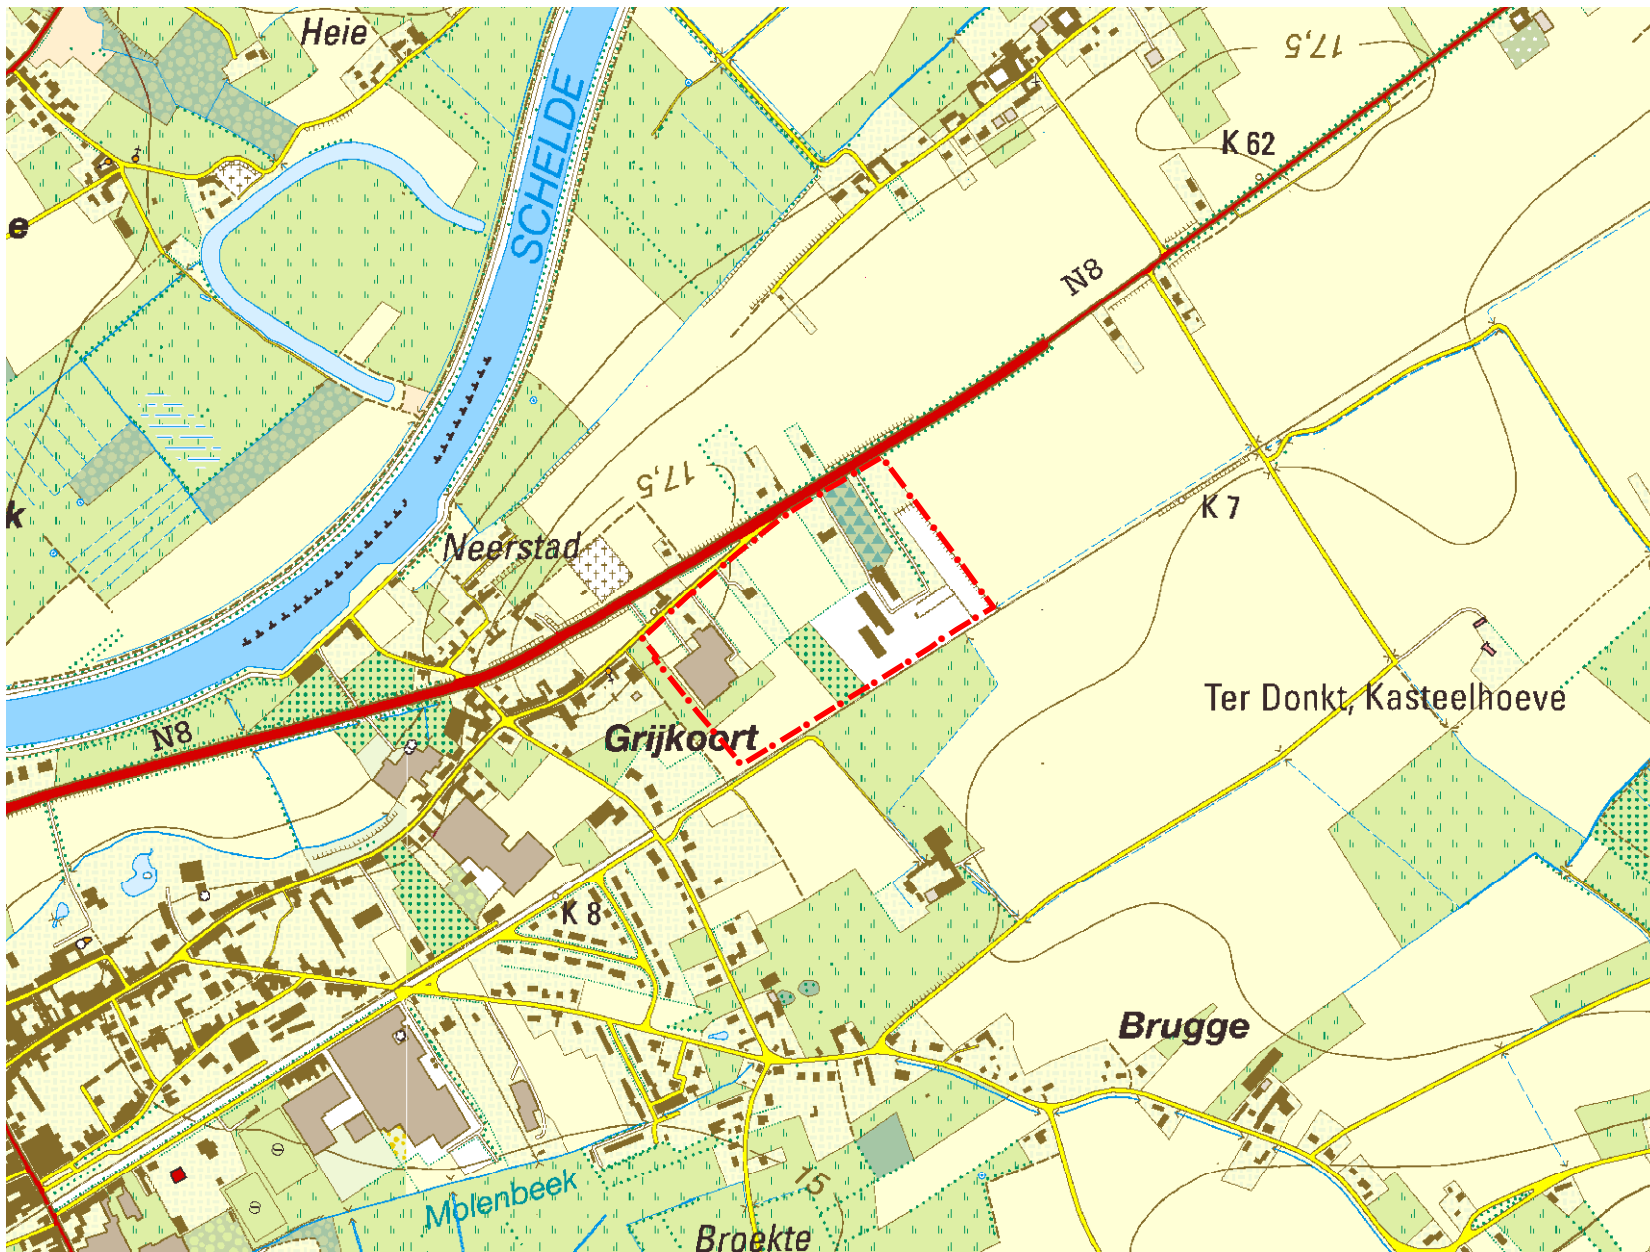 Heie
17,5
K 62
SCHELDE
e
N8
17,5
k
K 7
Neerstad
Ter Donkt, Kasteelhoeve
N8
Grijkoort
K 8
Brugge
15
Molenbeek
Broekte